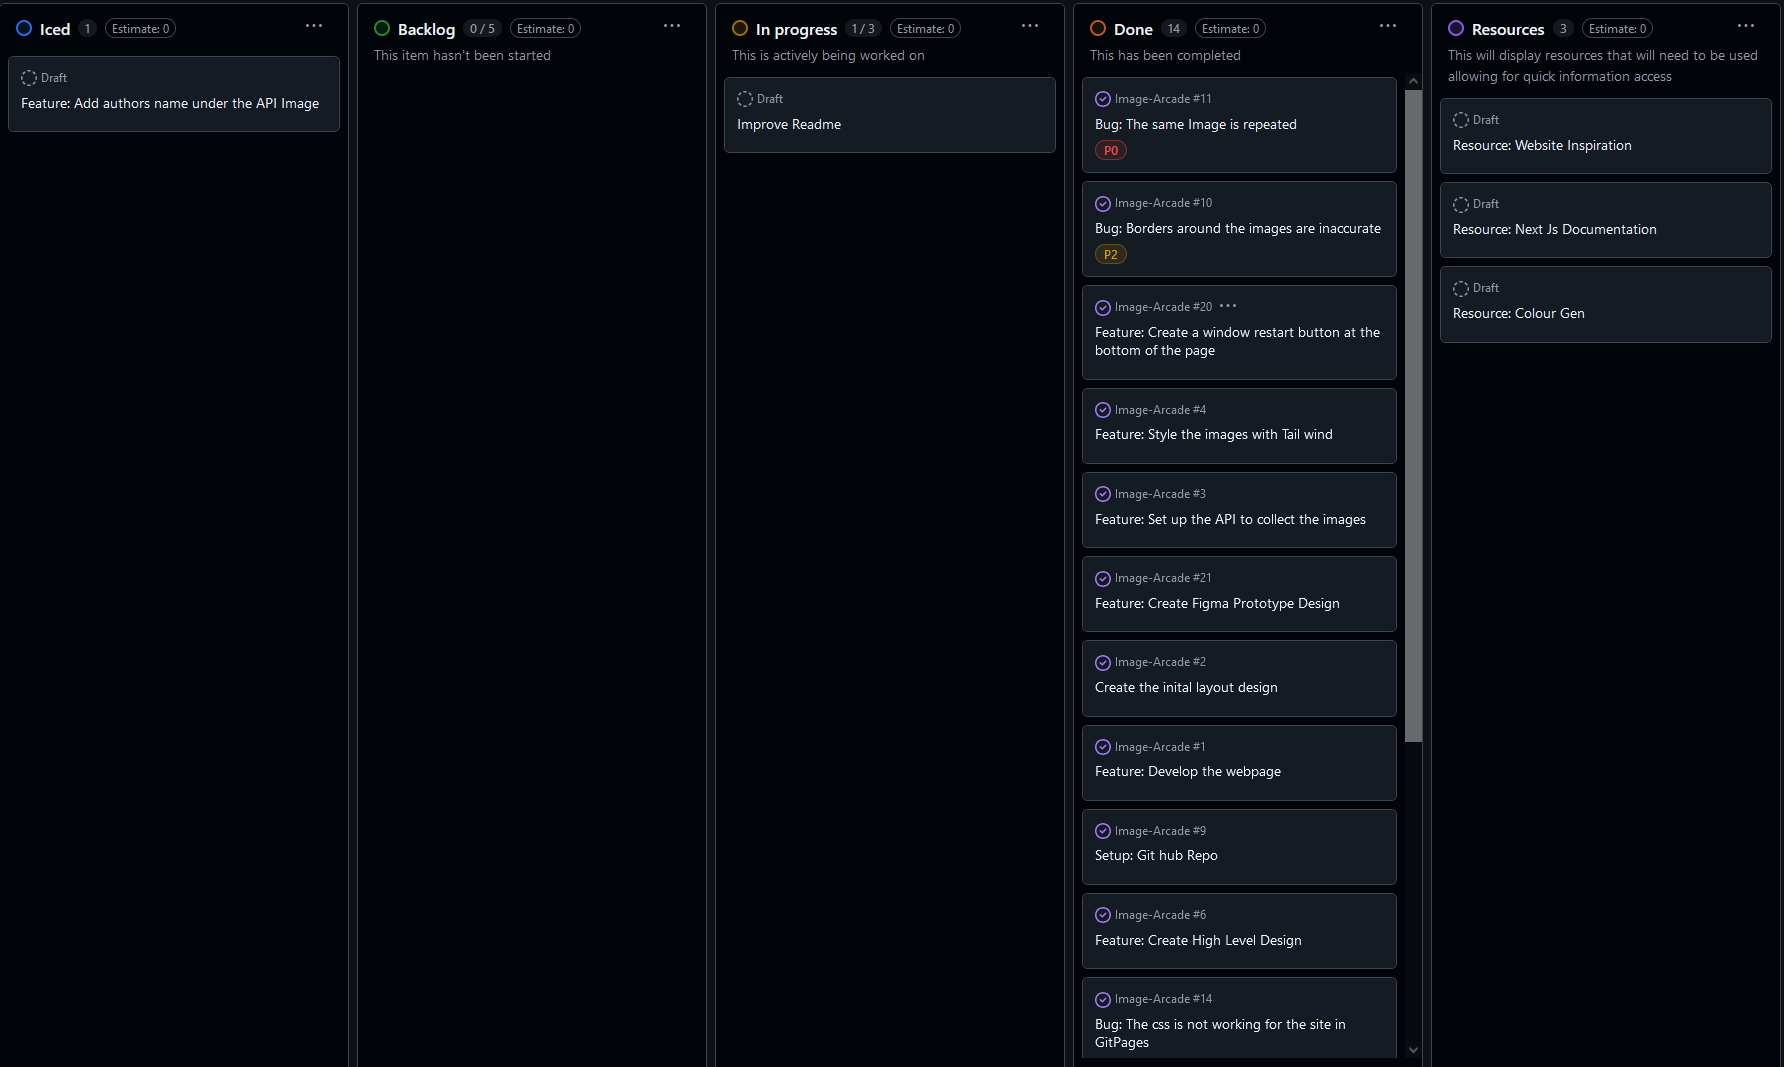 Iced 1 Estimate: 0
Draft
Feature: Add authors name under the API Image
Backlog 0 / 5 Estimate: 0
This item hasn't been started
In progress 1 / 3 Estimate: 0
This is actively being worked on
Draft
Improve Readme
Done 14 Estimate: 0
This has been completed
Image-Arcade #11
Bug: The same Image is repeated
P0
Image-Arcade #10
Bug: Borders around the images are inaccurate
P2
Image-Arcade #20
Feature: Create a window restart button at the
bottom of the page
Image-Arcade #4
Feature: Style the images with Tail wind
Image-Arcade #3
Feature: Set up the API to collect the images
Image-Arcade #21
Feature: Create Figma Prototype Design
Image-Arcade #2
Create the inital layout design
Image-Arcade #1
Feature: Develop the webpage
Image-Arcade #9
Setup: Git hub Repo
Image-Arcade #6
Feature: Create High Level Design
Image-Arcade #14
Bug: The css is not working for the site in
GitPages
Resources 3 Estimate: 0
This will display resources that will need to be used
allowing for quick information access
Draft
Resource: Website Inspiration
Draft
Resource: Next Js Documentation
Draft
Resource: Colour Gen